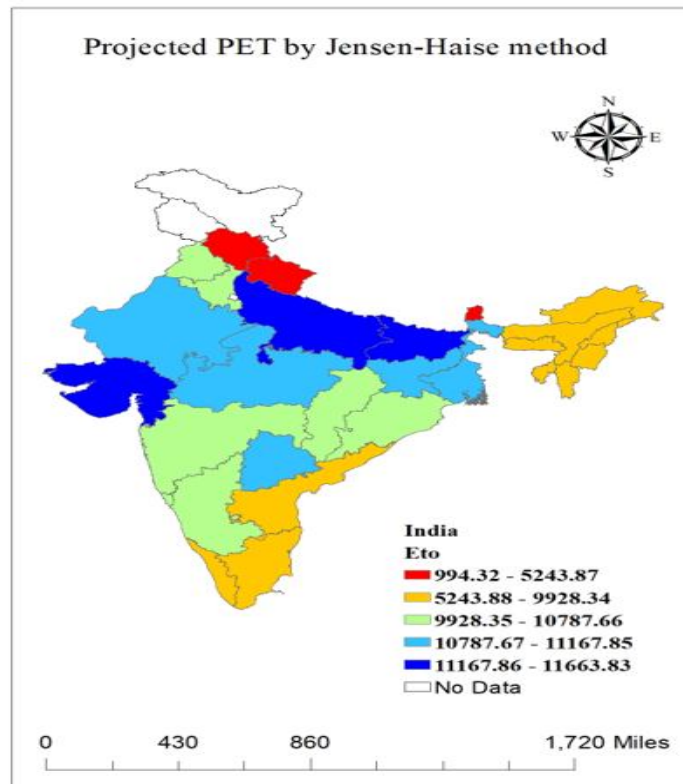 Projected PET by Jensen-Haise method
N
W E
S
India
Eto
994.32 - 5243.87
5243.88 - 9928.34
9928.35 - 10787.66
10787.67 - 11167.85
11167.86 - 11663.83
No Data
0 430 860 1,720 Miles